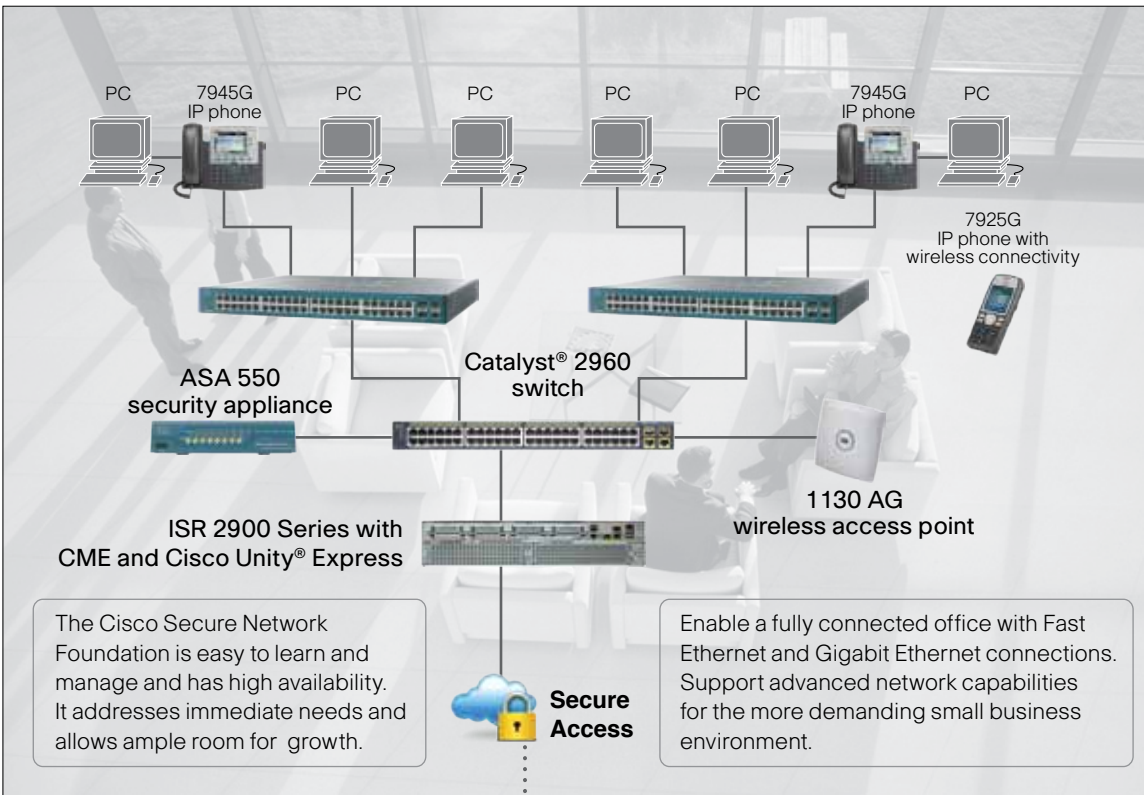 PC
7945G
IP phone
PC
PC
PC
PC
7945G
IP phone
PC
7925G
IP phone with
wireless connectivity
ASA 550
security appliance
Catalyst® 2960
switch
1130 AG
wireless access point
ISR 2900 Series with
CME and Cisco Unity® Express
The Cisco Secure Network
Foundation is easy to learn and
manage and has high availability.
It addresses immediate needs and
allows ample room for growth.
Secure
Access
Enable a fully connected office with Fast
Ethernet and Gigabit Ethernet connections.
Support advanced network capabilities
for the more demanding small business
environment.